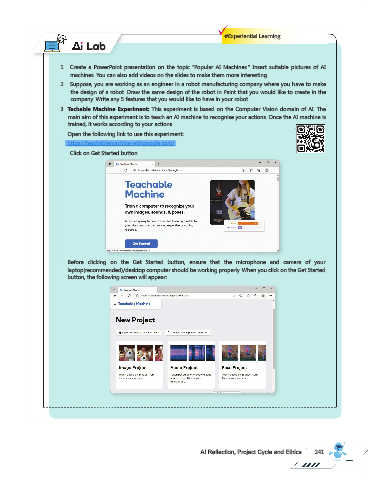 #Experiential Learning
Ai Lab
1 Create a PowerPoint presentation on the topic "Popular AI Machines." Insert suitable pictures of AI
machines. You can also add videos on the slides to make them more interesting
2 Suppose, you are working as an engineer in a robot manufacturing company where you have to make
the design of a robot. Draw the same design of the robot in Paint that you would like to create in the
company. Write any 5 features that you would like to have in your robot
3 Techable Machine Experiment: This experiment is based on the Computer Vision domain of AI. The
main aim of this experiment is to teach an AI machine to recognise your actions. Once the AI machine is
trained, it works according to your actions
Open the following link to use this experiment:
Click on Get Started button
Teachable
Machine
Train a computer to recognize your
own images, sounds, & poses.
Get Started
Before clicking on the Get Started button, ensure that the microphone and camera of your
laptop(recommended)/desktop computer should be working properly. When you click on the Get Started
button, the following screen will appear:
Teachable Machine
New Project
Image Project
Audio Project
Pose Project
AI Reflection, Project Cycle and Ethics 241